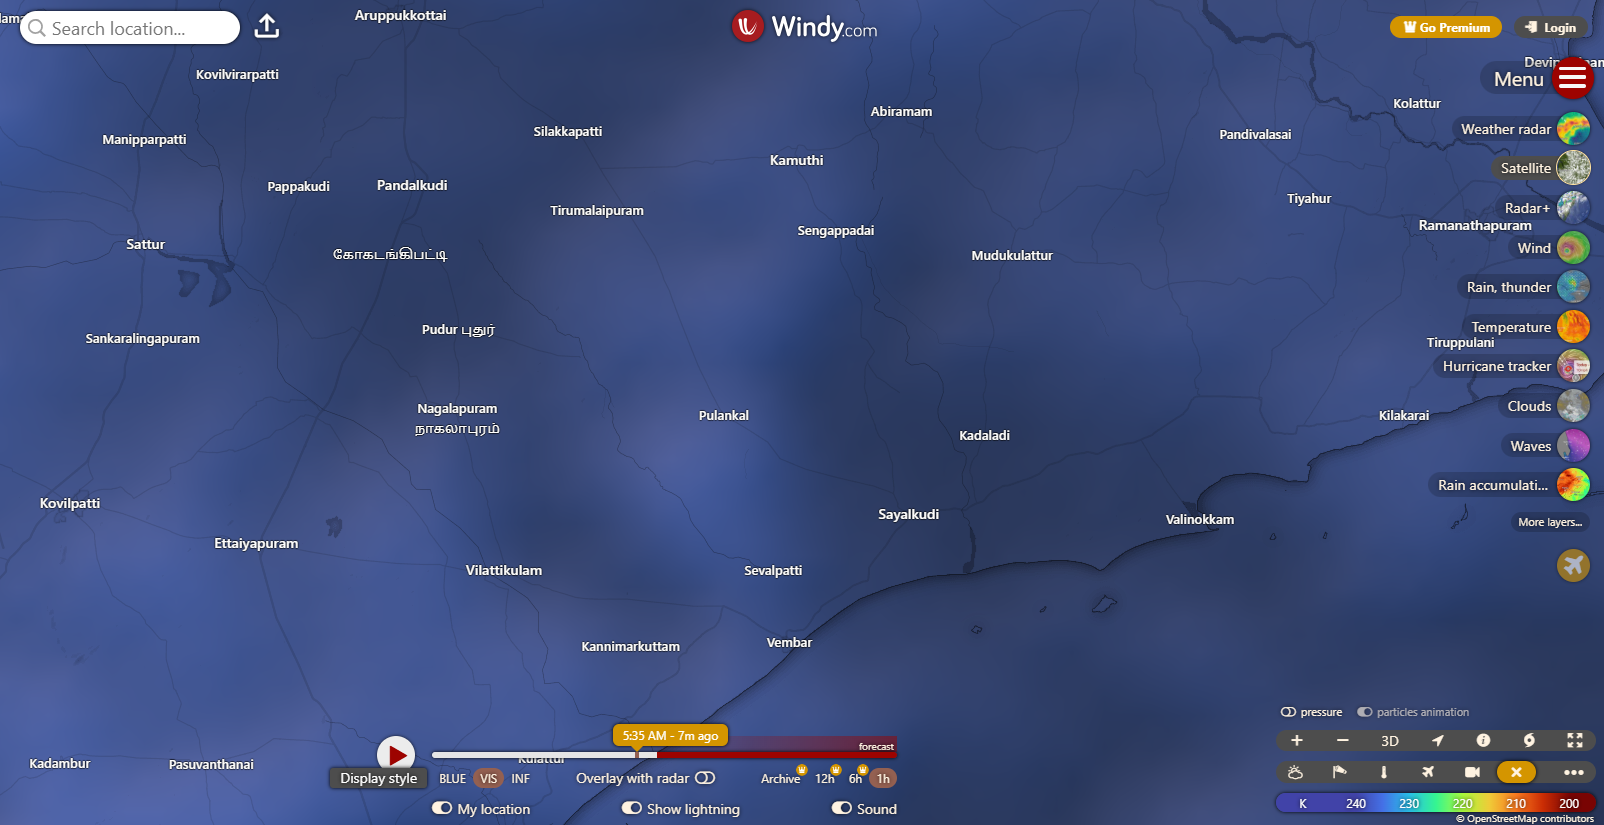 Aruppukkottai
Search location...
Windy.com
Go Premium
Login
Kovilvirarpatti
Menu
Abiramam
Kolattur
Manipparpatti
Silakkapatti
Pandivalasai
Weather radar
Kamuthi
Satellite
Pappakudi
Pandalkudi
Tirumalaipuram
Tiyahur
Radar+
Sengappadai
Ramanathapuram
Sattur
கோகடங்கிபட்டி
Mudukulattur
Wind
Rain, thunder
Pudur புதூர்
Temperature
Sankaralingapuram
Tiruppulani
Hurricane tracker
Nagalapuram
நாகலாபுரம்
Pulankal
Clouds
Kilakarai
Kadaladi
Waves
Rain accumulati...
Kovilpatti
Sayalkudi
Valinokkam
More layers...
Ettaiyapuram
Vilattikulam
Sevalpatti
Kannimarkuttam
Vembar
pressure
particles animation
5:35 AM - 7m ago
forecast
3D
Kadambur
Pasuvanthanai
Kulattur
Display style
BLUE VIS INF
Overlay with radar
Archive 12h 6h 1h
My location
Show lightning
Sound
K 240 230 220 210 200
© OpenStreetMap contributors